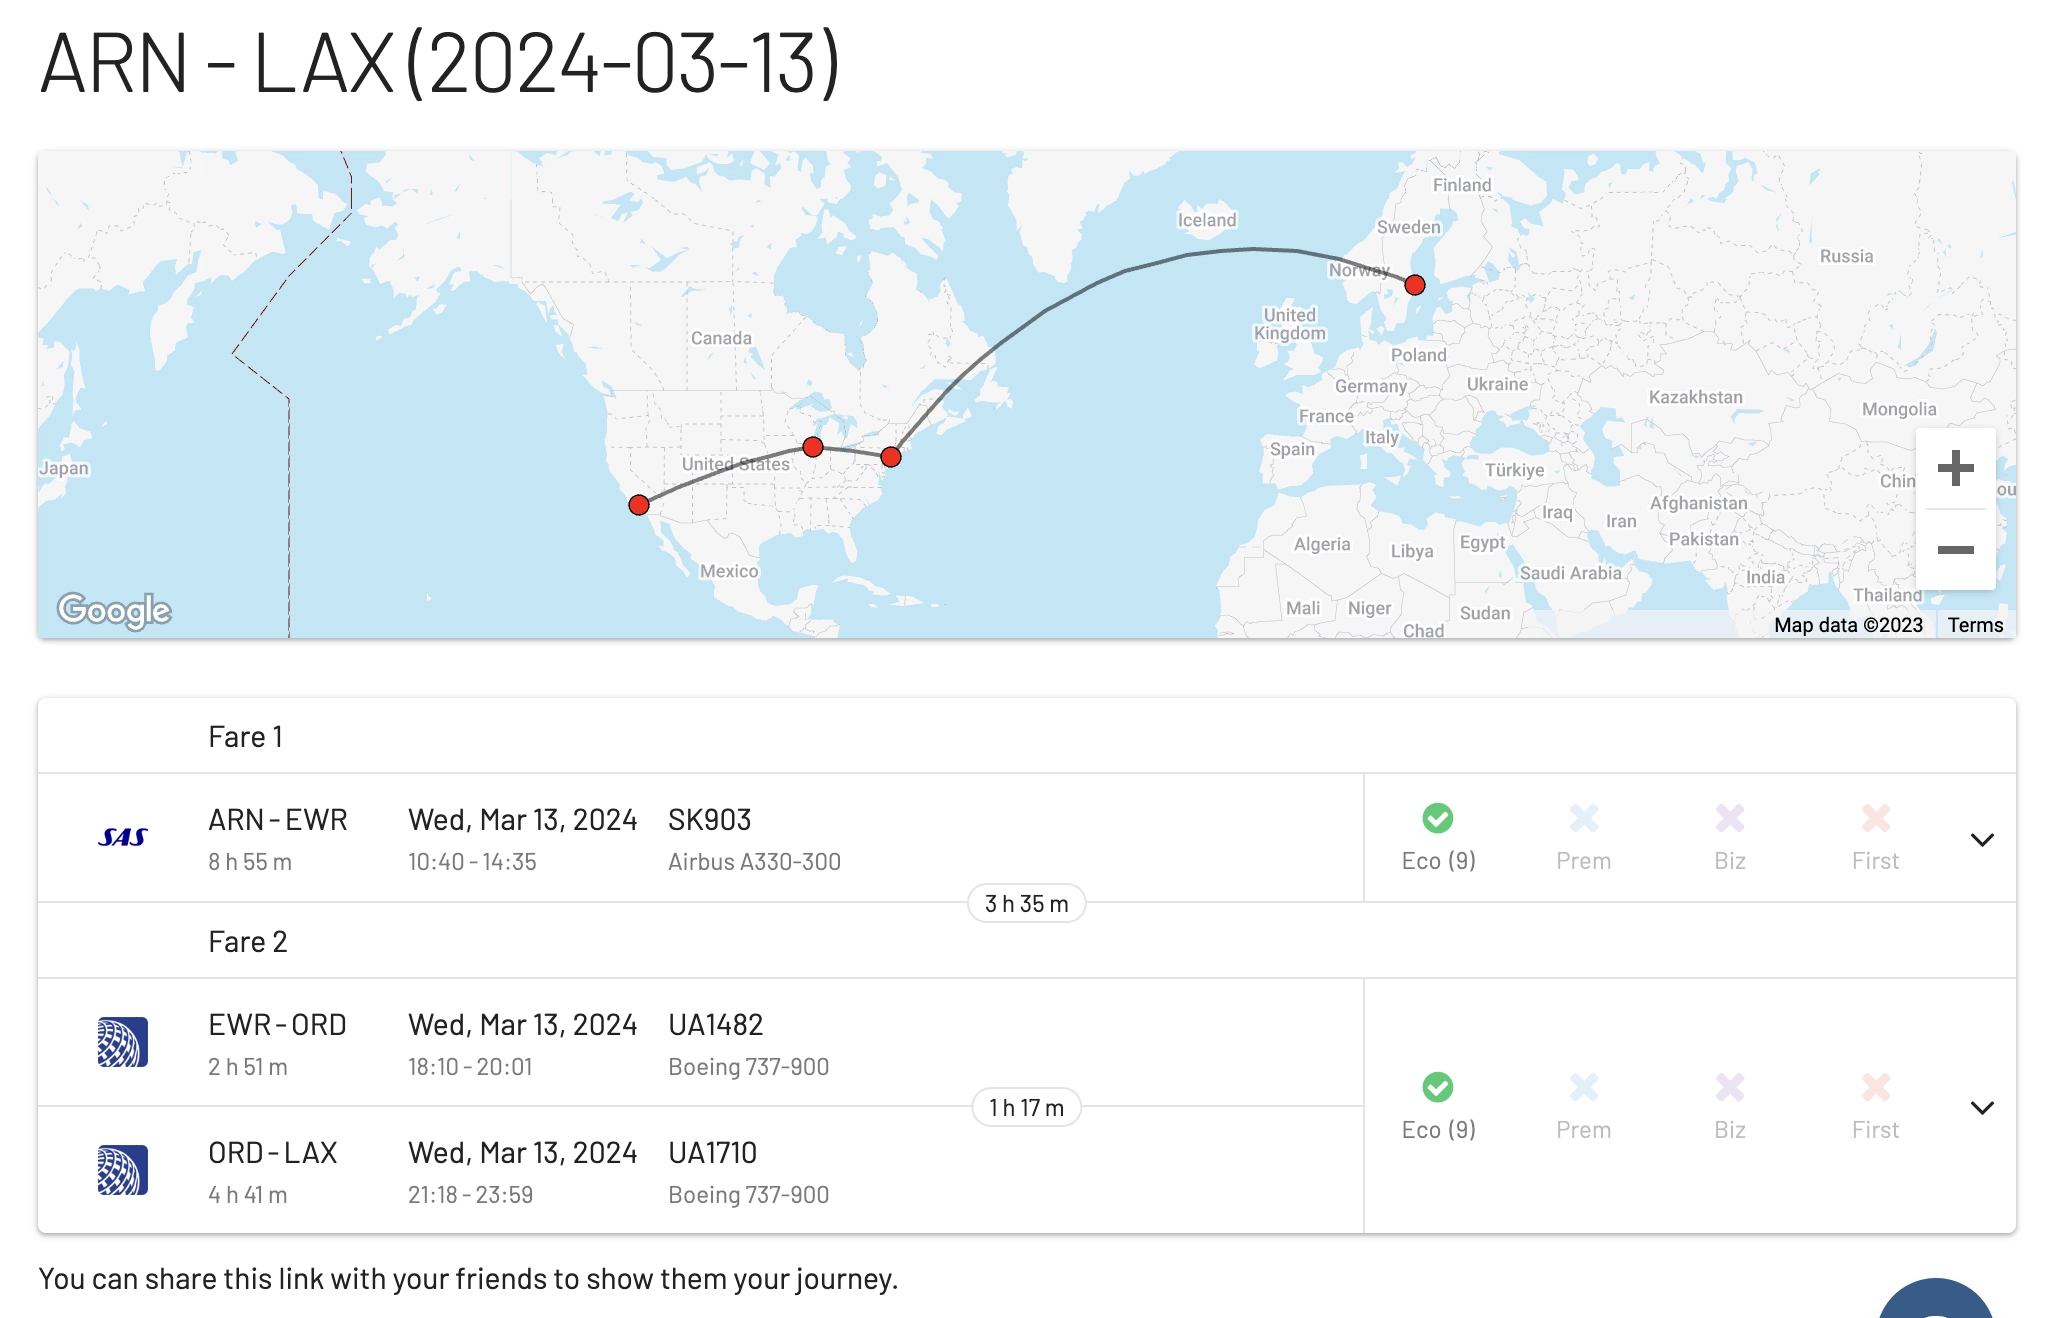 ARN - LAX (2024-03-13)
Finland
Iceland
Sweden
Russia
Norway
United
Kingdom
Canada
Poland
Germany
Ukraine
Kazakhstan
France
Mongolia
Italy
Spain
United States
Japan
Türkiye
Chin
ou
Afghanistan
Iraq
Iran
Pakistan
Algeria
Libya
Egypt
Mexico
Saudi Arabia
India
Thailand
Mali
Niger
Sudan
Chad
Google
Map data ©2023
Terms
Fare 1
SAS
ARN - EWR
Wed, Mar 13, 2024
SK903
8 h 55 m
10:40 - 14:35
Airbus A330-300
Eco (9)
Prem
Biz
First
3 h 35 m
Fare 2
EWR - ORD
Wed, Mar 13, 2024
UA1482
2 h 51 m
18:10 - 20:01
Boeing 737-900
1 h 17 m
Eco (9)
Prem
Biz
First
ORD - LAX
Wed, Mar 13, 2024
UA1710
4 h 41 m
21:18 - 23:59
Boeing 737-900
You can share this link with your friends to show them your journey.